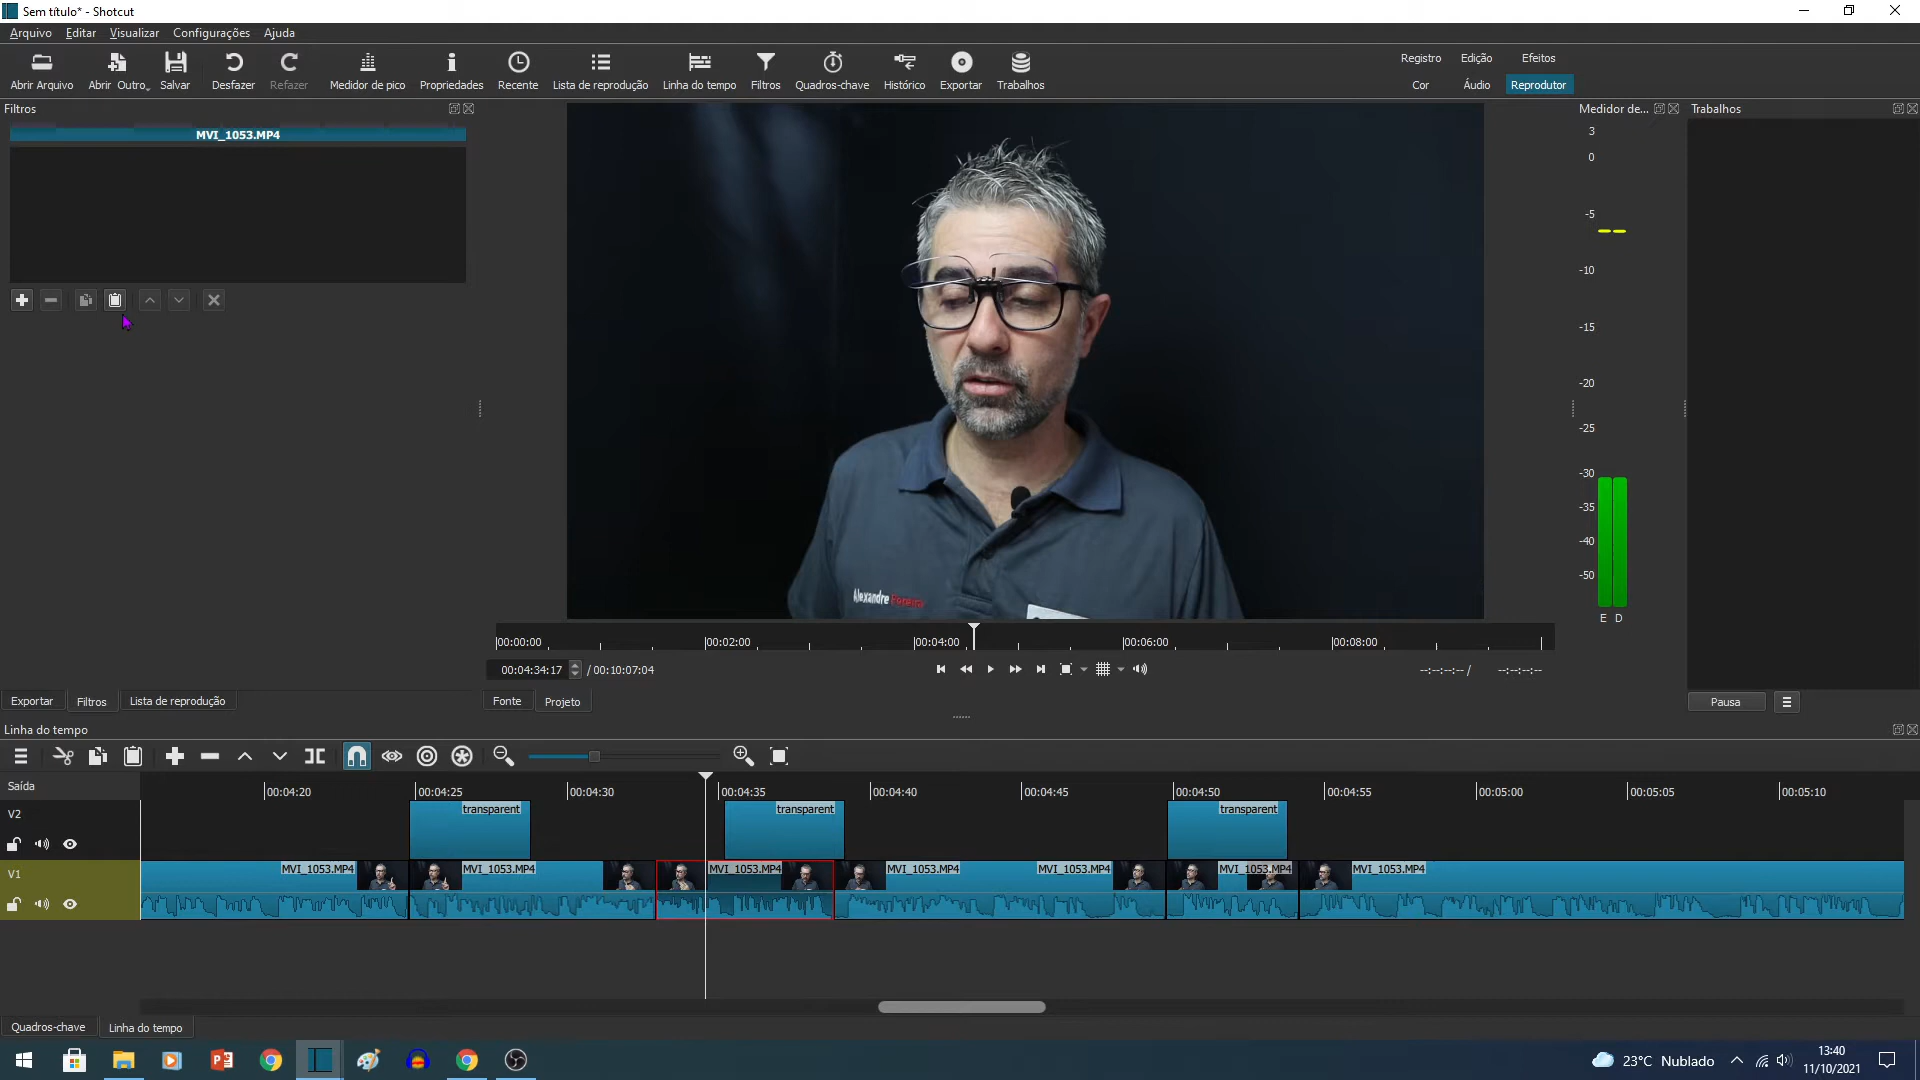 Sem título* - Shotcut
Arquivo Editar Visualizar Configurações Ajuda
Abrir Arquivo Abrir Outro Salvar Desfazer Refazer Medidor de pico Propriedades Recente Lista de reprodução Linha do tempo Filtros Quadros-chave Histórico Exportar Trabalhos
Registro Edição Efeitos
Cor Áudio Reprodutor
Filtros
Medidor de...
Trabalhos
MVI_1053.MP4
3
0
-5
-10
-15
-20
-25
-30
-35
-40
-50
E D
Alexandre Pereira
00:00:00 00:02:00 00:04:00 00:06:00 00:08:00
00:04:34:17 / 00:10:07:04
--:--:--:-- / --:--:--:--
Exportar Filtros Lista de reprodução
Fonte Projeto
Pausa
Linha do tempo
Saída
00:04:20 00:04:25 00:04:30 00:04:35 00:04:40 00:04:45 00:04:50 00:04:55 00:05:00 00:05:05 00:05:10
V2
transparent transparent transparent
V1
MVI_1053.MP4 MVI_1053.MP4 MVI_1053.MP4 MVI_1053.MP4 MVI_1053.MP4 MVI_1053.MP4 MVI_1053.MP4
Quadros-chave Linha do tempo
23°C Nublado
13:40
11/10/2021